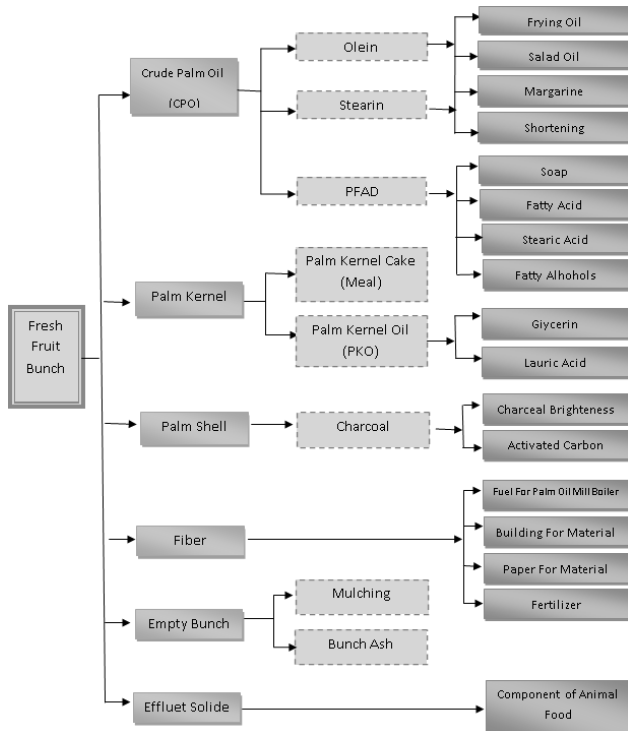 Fresh
Fruit
Bunch
Crude Palm Oil
(CPO)
Olein
Stearin
PFAD
Frying Oil
Salad Oil
Margarine
Shortening
Soap
Fatty Acid
Stearic Acid
Fatty Alhohols
Palm Kernel
Palm Kernel Cake
(Meal)
Palm Kernel Oil
(PKO)
Giycerin
Lauric Acid
Palm Shell
Charcoal
Charceal Brighteness
Activated Carbon
Fiber
Fuel For Palm Oil Mill Boiler
Building For Material
Paper For Material
Fertilizer
Empty Bunch
Mulching
Bunch Ash
Effluet Solide
Component of Animal
Food